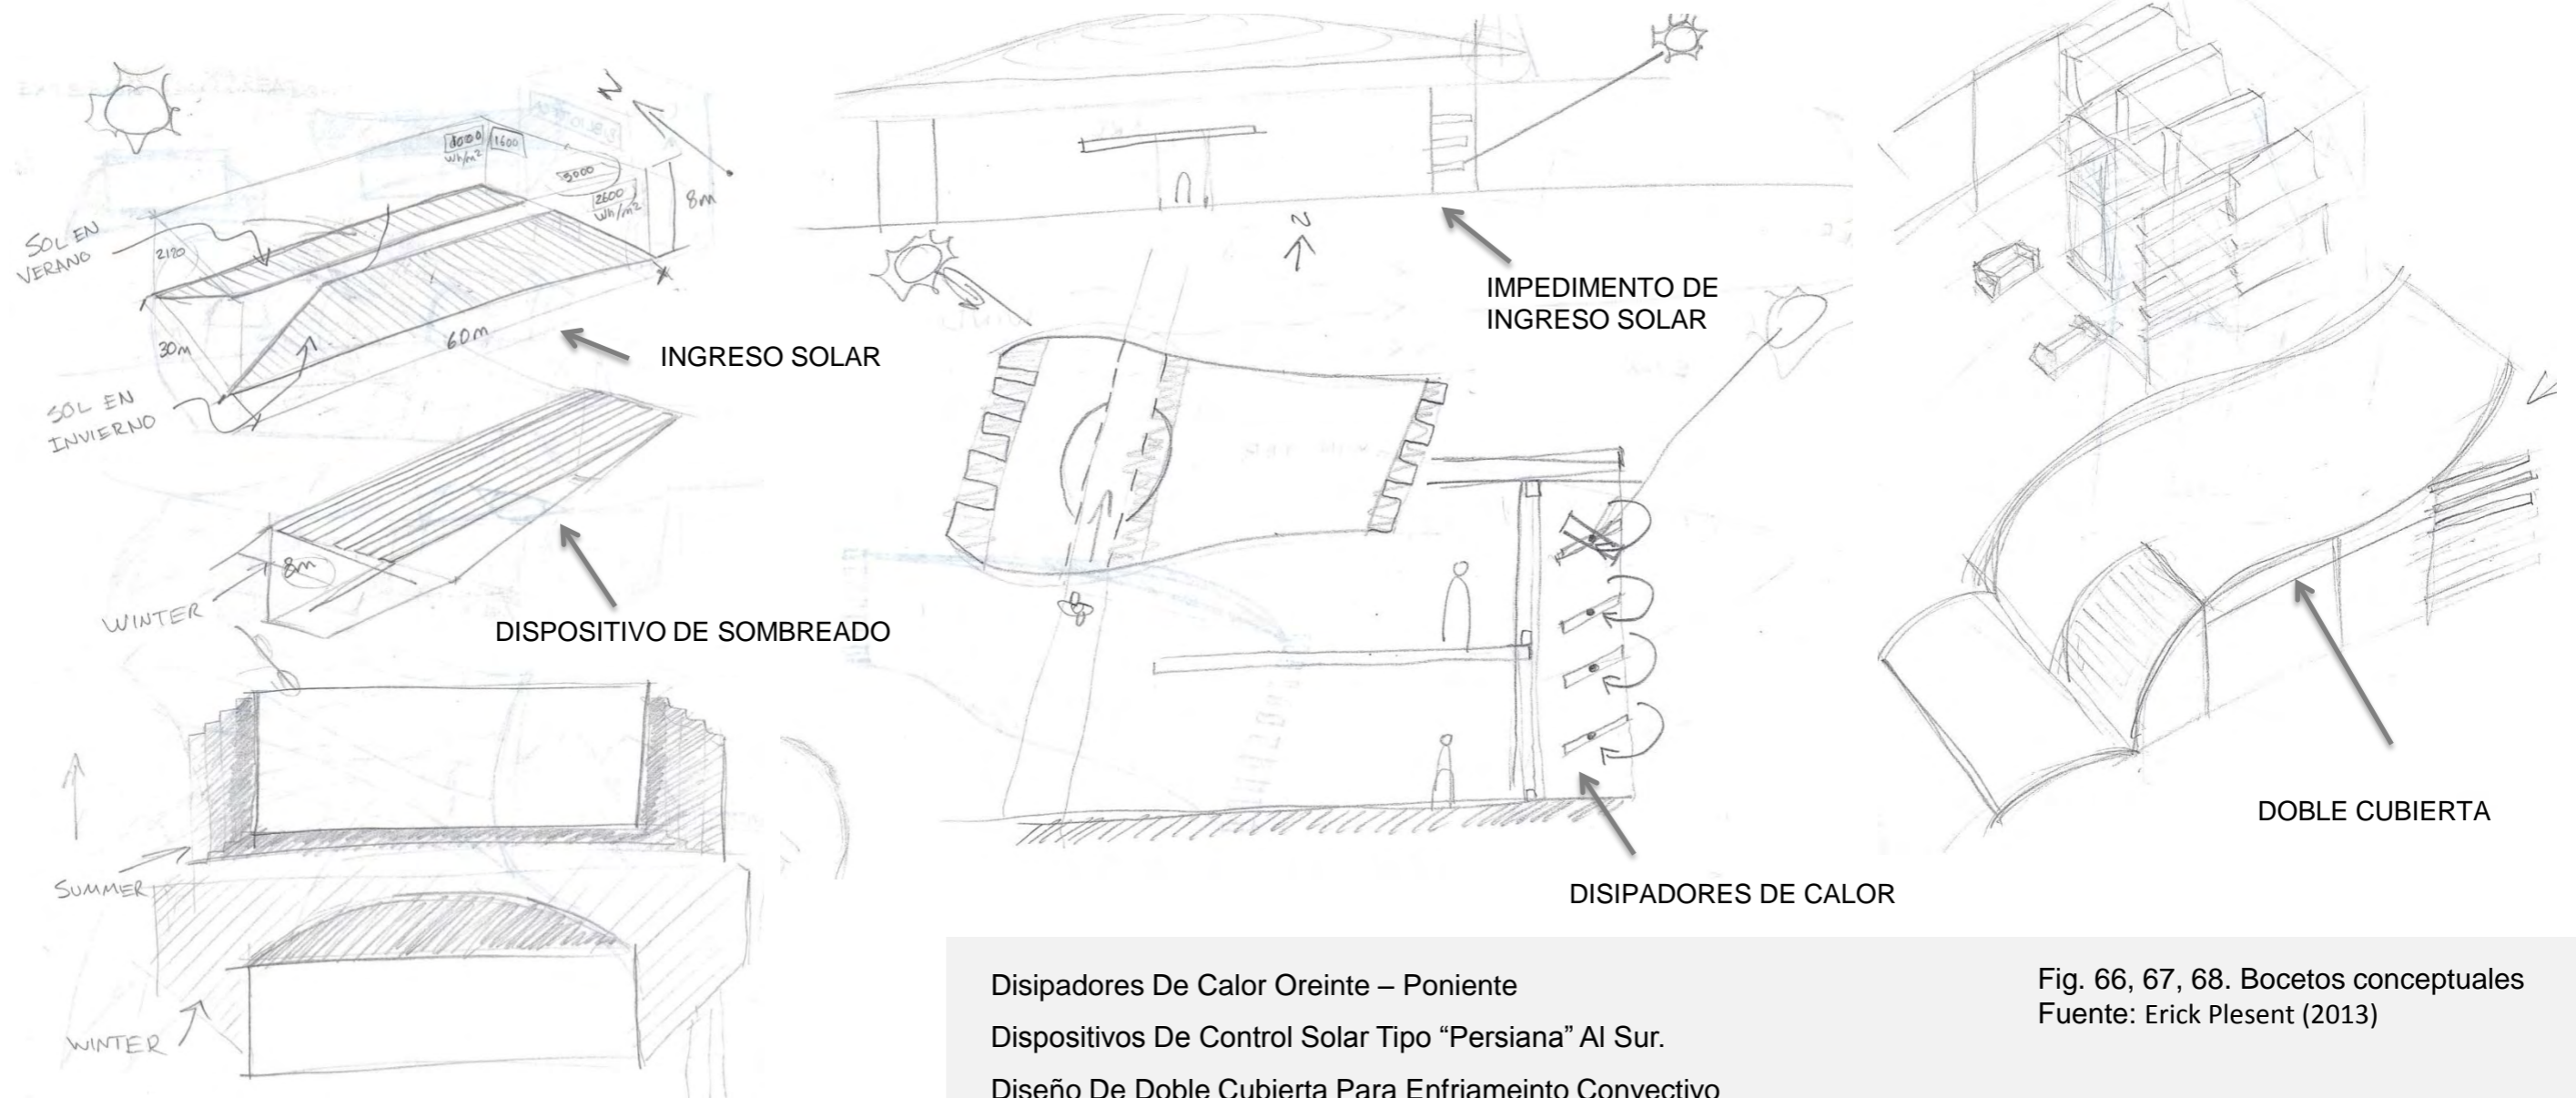 N
8000
1600
Wh/m²
3000
2600
Wh/m²
8m
SOL EN
VERANO
2120
30m
60m
INGRESO SOLAR
SOL EN
INVIERNO
8m
WINTER
DISPOSITIVO DE SOMBREADO
SUMMER
WINTER
N
IMPEDIMENTO DE
INGRESO SOLAR
DISIPADORES DE CALOR
DOBLE CUBIERTA
Disipadores De Calor Oreinte – Poniente
Dispositivos De Control Solar Tipo “Persiana” Al Sur.
Diseño De Doble Cubierta Para Enfriameinto Convectivo
Fig. 66, 67, 68. Bocetos conceptuales
Fuente: Erick Plesent (2013)